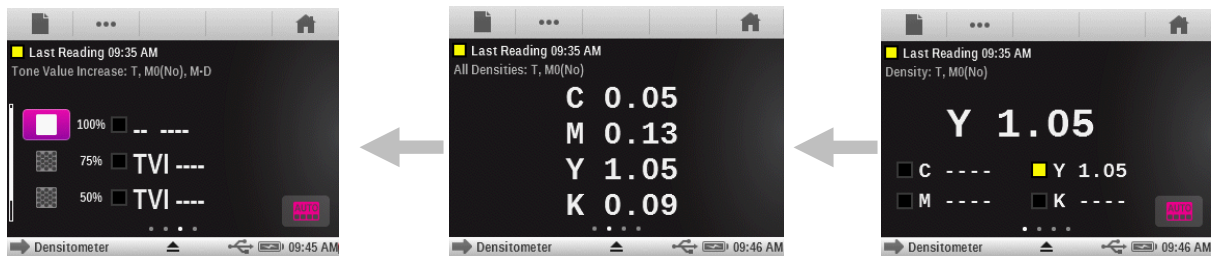 Last Reading 09:35 AM
Tone Value Increase: T, M0(No), M-D
100% -- ----
75% TVI ----
50% TVI ----
AUTO
Densitometer 09:45 AM
Last Reading 09:35 AM
All Densities: T, M0(No)
C 0.05
M 0.13
Y 1.05
K 0.09
Densitometer 09:46 AM
Last Reading 09:35 AM
Density: T, M0(No)
Y 1.05
C ---- Y 1.05
M ---- K ----
AUTO
Densitometer 09:46 AM